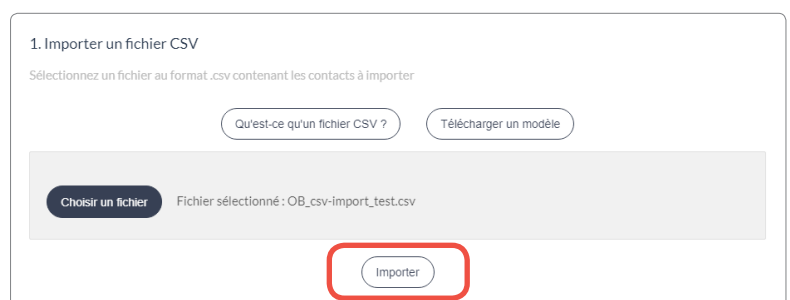 1. Importer un fichier CSV
Sélectionnez un fichier au format .csv contenant les contacts à importer
Qu'est-ce qu'un fichier CSV ? Télécharger un modèle
Choisir un fichier Fichier sélectionné : OB_csv-import_test.csv
Importer